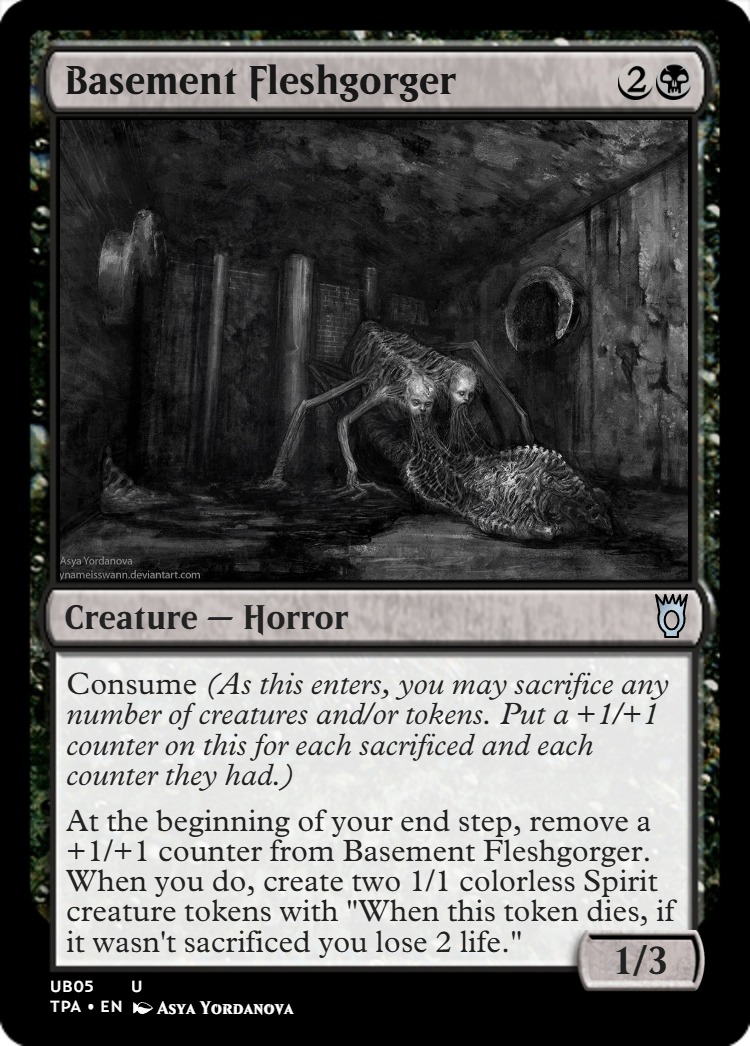 Basement Fleshgorger 2
Asya Yordanova
ynameisswann.deviantart.com
Creature — Horror
Consume (As this enters, you may sacrifice any
number of creatures and/or tokens. Put a +1/+1
counter on this for each sacrificed and each
counter they had.)
At the beginning of your end step, remove a
+1/+1 counter from Basement Fleshgorger.
When you do, create two 1/1 colorless Spirit
creature tokens with "When this token dies, if
it wasn't sacrificed you lose 2 life."
1/3
UB05 U
TPA • EN Asya Yordanova